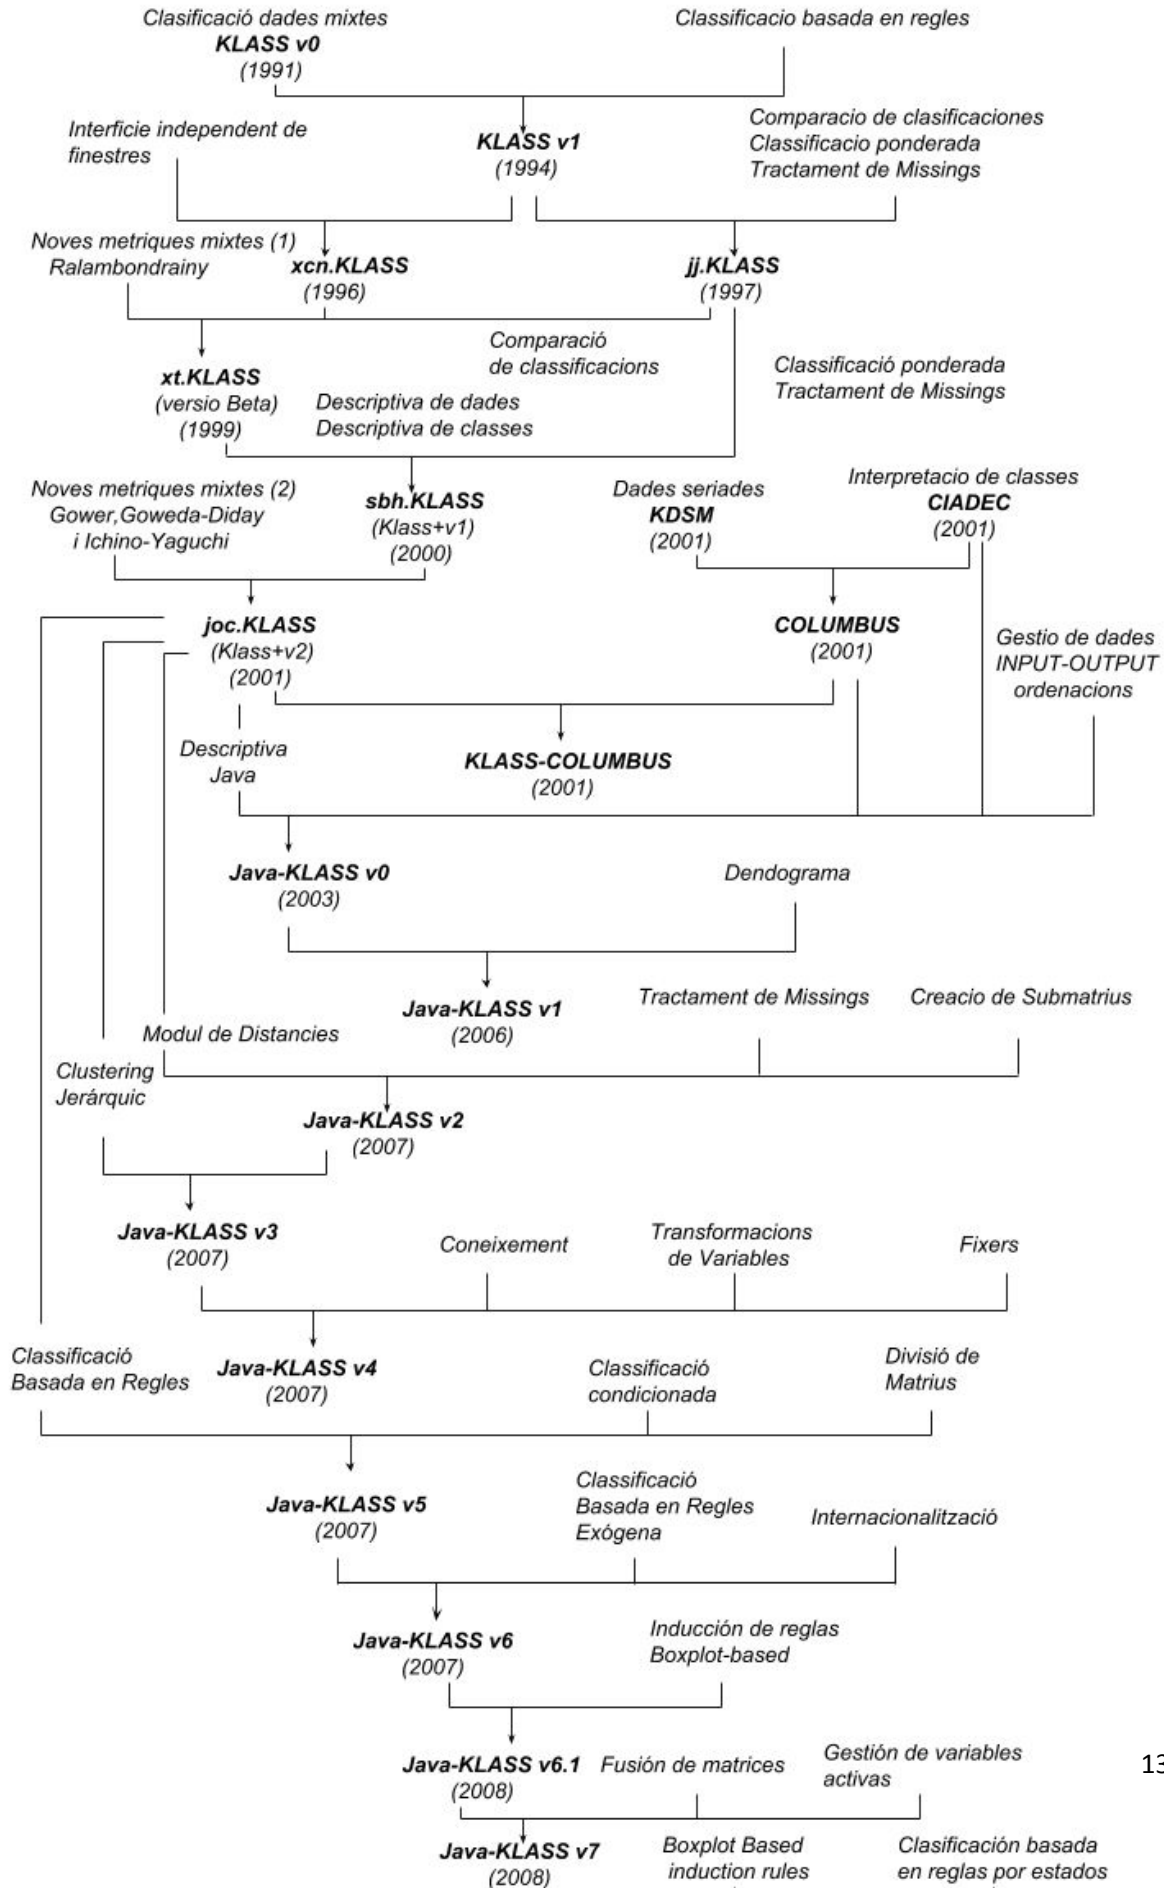 Clasificació dades mixtes
KLASS v0
(1991)
Classificacio basada en regles
Interficie independent de
finestres
KLASS v1
(1994)
Comparacio de clasificaciones
Classificacio ponderada
Tractament de Missings
Noves metriques mixtes (1)
Ralambondrainy
xcn.KLASS
(1996)
jj.KLASS
(1997)
Comparació
de classificacions
Classificació ponderada
Tractament de Missings
xt.KLASS
(versio Beta)
(1999)
Descriptiva de dades
Descriptiva de classes
Noves metriques mixtes (2)
Gower,Goweda-Diday
i Ichino-Yaguchi
sbh.KLASS
(Klass+v1)
(2000)
Dades seriades
KDSM
(2001)
Interpretacio de classes
CIADEC
(2001)
joc.KLASS
(Klass+v2)
(2001)
COLUMBUS
(2001)
Gestio de dades
INPUT-OUTPUT
ordenacions
Descriptiva
Java
KLASS-COLUMBUS
(2001)
Java-KLASS v0
(2003)
Dendograma
Java-KLASS v1
(2006)
Tractament de Missings
Creacio de Submatrius
Modul de Distancies
Clustering
Jerárquic
Java-KLASS v2
(2007)
Java-KLASS v3
(2007)
Coneixement
Transformacions
de Variables
Fixers
Classificació
Basada en Regles
Java-KLASS v4
(2007)
Classificació
condicionada
Divisió de
Matrius
Java-KLASS v5
(2007)
Classificació
Basada en Regles
Exógena
Internacionalització
Java-KLASS v6
(2007)
Inducción de reglas
Boxplot-based
Java-KLASS v6.1
(2008)
Fusión de matrices
Gestión de variables
activas
13
Java-KLASS v7
(2008)
Boxplot Based
induction rules
Clasificación basada
en reglas por estados